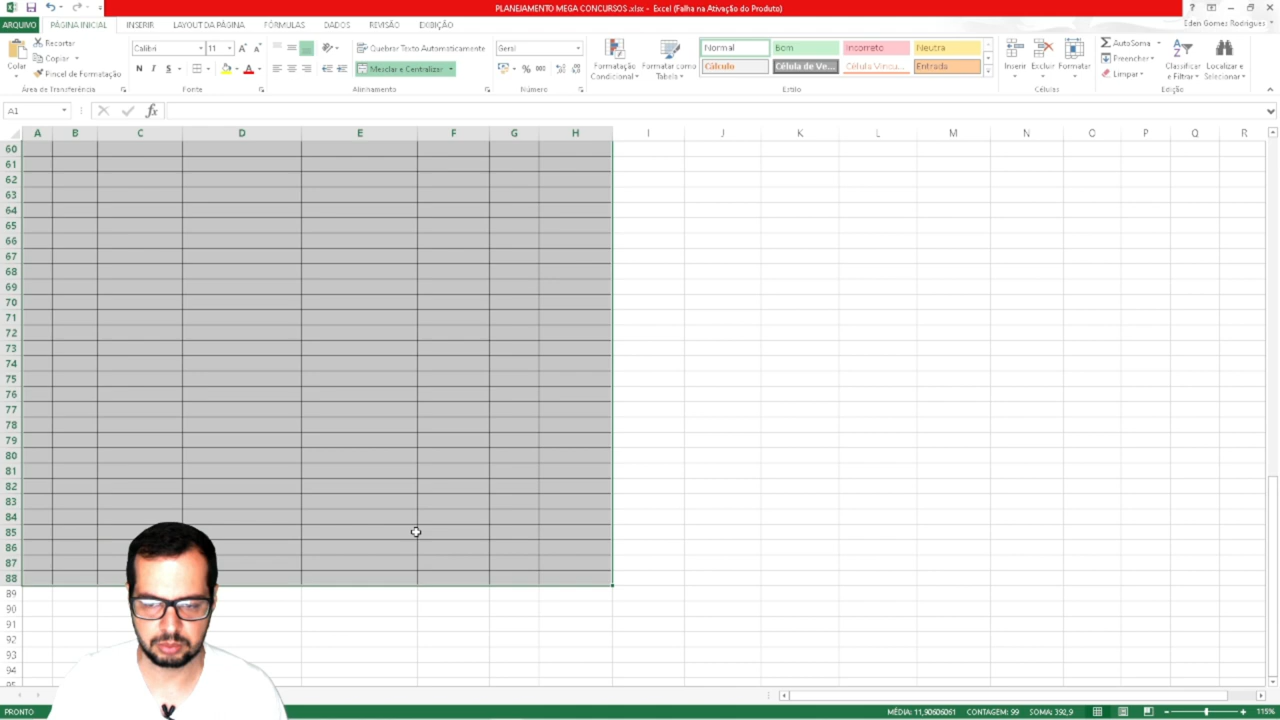 PLANEJAMENTO MEGA CONCURSOS .xlsx - Excel (Falha na Ativação do Produto)
ARQUIVO PÁGINA INICIAL INSERIR LAYOUT DA PÁGINA FÓRMULAS DADOS REVISÃO EXIBIÇÃO Eden Gomes Rodrigues
Colar
Recortar
Copiar
Pincel de Formatação
Área de Transferência
Calibri 11
N I S
Fonte
Quebrar Texto Automaticamente
Mesclar e Centralizar
Alinhamento
Geral
% 000
Número
Formatação Condicional
Formatar como Tabela
Normal Bom Incorreto Neutra
Cálculo Célula de Ve... Célula Vincu... Entrada
Estilo
Inserir Excluir Formatar
Células
AutoSoma
Preencher
Limpar
Classificar e Filtrar
Localizar e Selecionar
Edição
A1 fx
A B C D E F G H I J K L M N O P Q R
60
61
62
63
64
65
66
67
68
69
70
71
72
73
74
75
76
77
78
79
80
81
82
83
84
85
86
87
88
89
90
91
92
93
94
95
PRONTO MÉDIA: 11,90606061 CONTAGEM: 99 SOMA: 392,9 115%